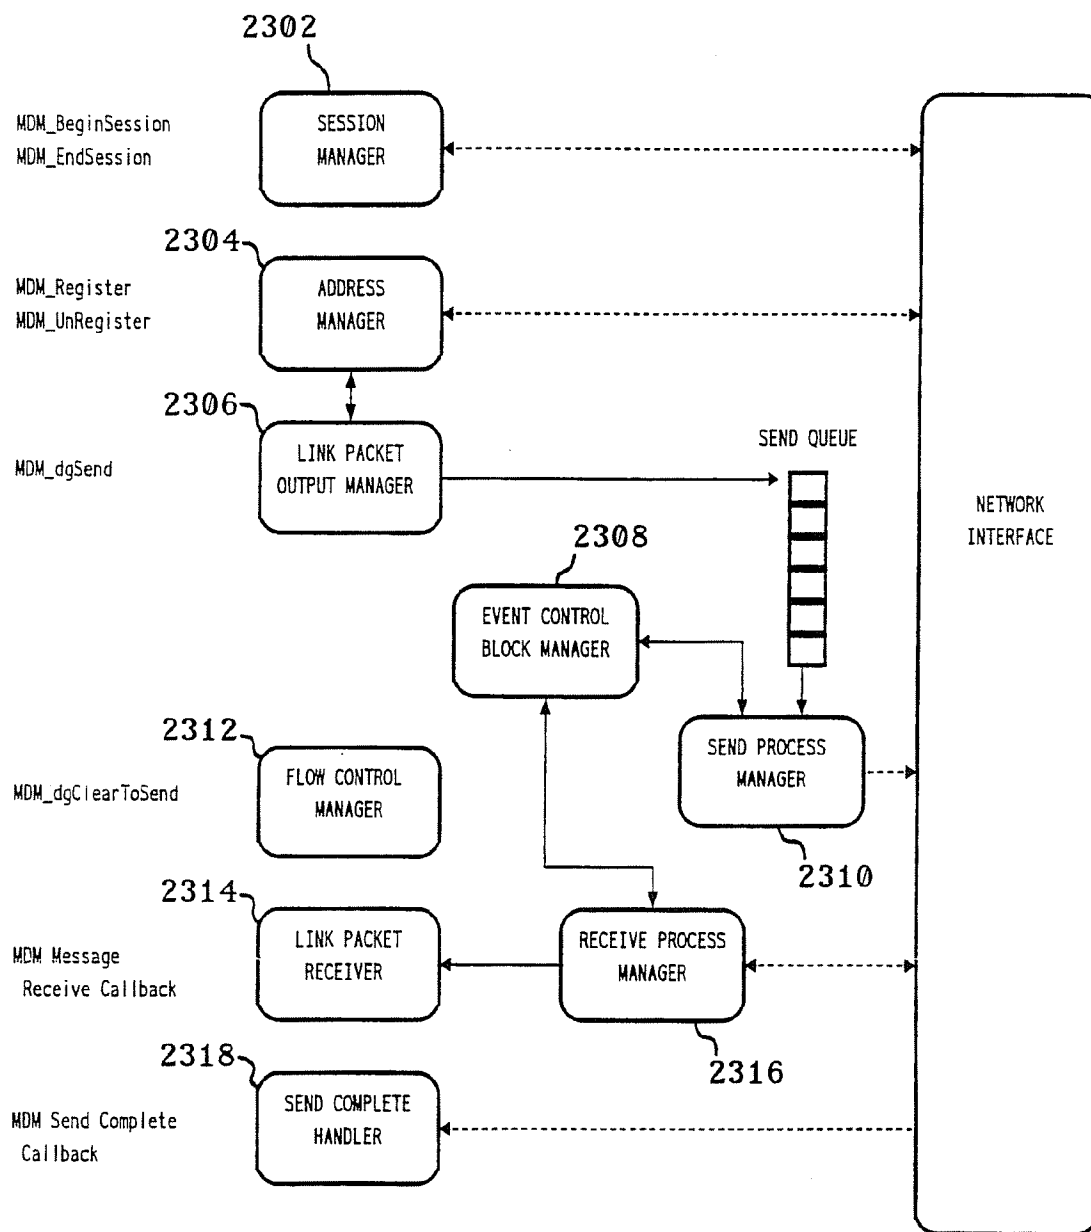 2302
MDM_BeginSession
MDM_EndSession
SESSION
MANAGER
2304
MDM_Register
MDM_UnRegister
ADDRESS
MANAGER
2306
MDM_dgSend
LINK PACKET
OUTPUT MANAGER
SEND QUEUE
NETWORK
INTERFACE
2308
EVENT CONTROL
BLOCK MANAGER
2312
MDM_dgClearToSend
FLOW CONTROL
MANAGER
SEND PROCESS
MANAGER
2310
2314
MDM Message
Receive Callback
LINK PACKET
RECEIVER
RECEIVE PROCESS
MANAGER
2316
2318
MDM Send Complete
Callback
SEND COMPLETE
HANDLER